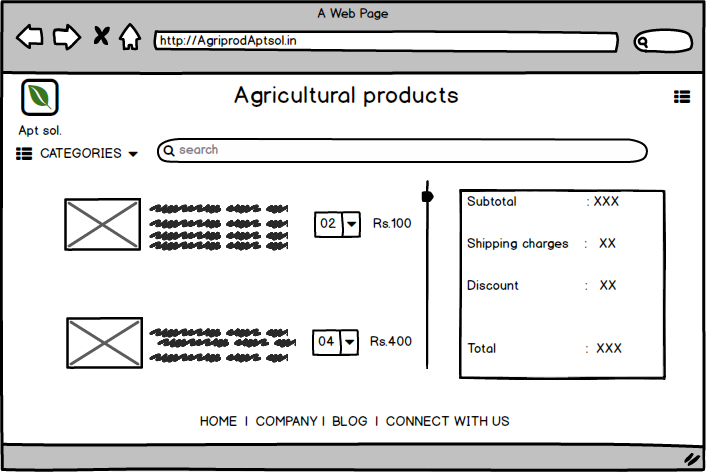 A Web Page
http://AgriprodAptsol.in
Agricultural products
Apt sol.
CATEGORIES
search
02 Rs.100
04 Rs.400
Subtotal : XXX
Shipping charges : XX
Discount : XX
Total : XXX
HOME | COMPANY | BLOG | CONNECT WITH US